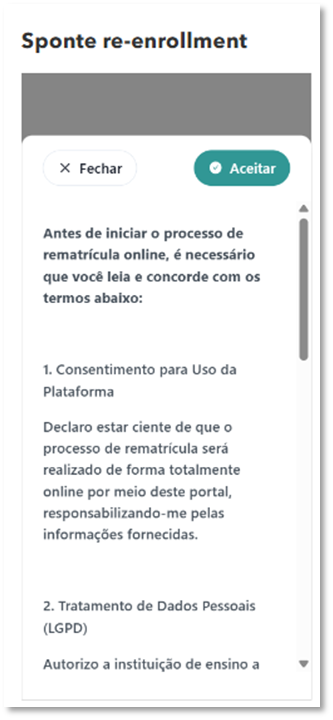 Sponte re-enrollment
Fechar
Aceitar
Antes de iniciar o processo de
rematrícula online, é necessário
que você leia e concorde com os
termos abaixo:
1. Consentimento para Uso da
Plataforma
Declaro estar ciente de que o
processo de rematrícula será
realizado de forma totalmente
online por meio deste portal,
responsabilizando-me pelas
informações fornecidas.
2. Tratamento de Dados Pessoais
(LGPD)
Autorizo a instituição de ensino a